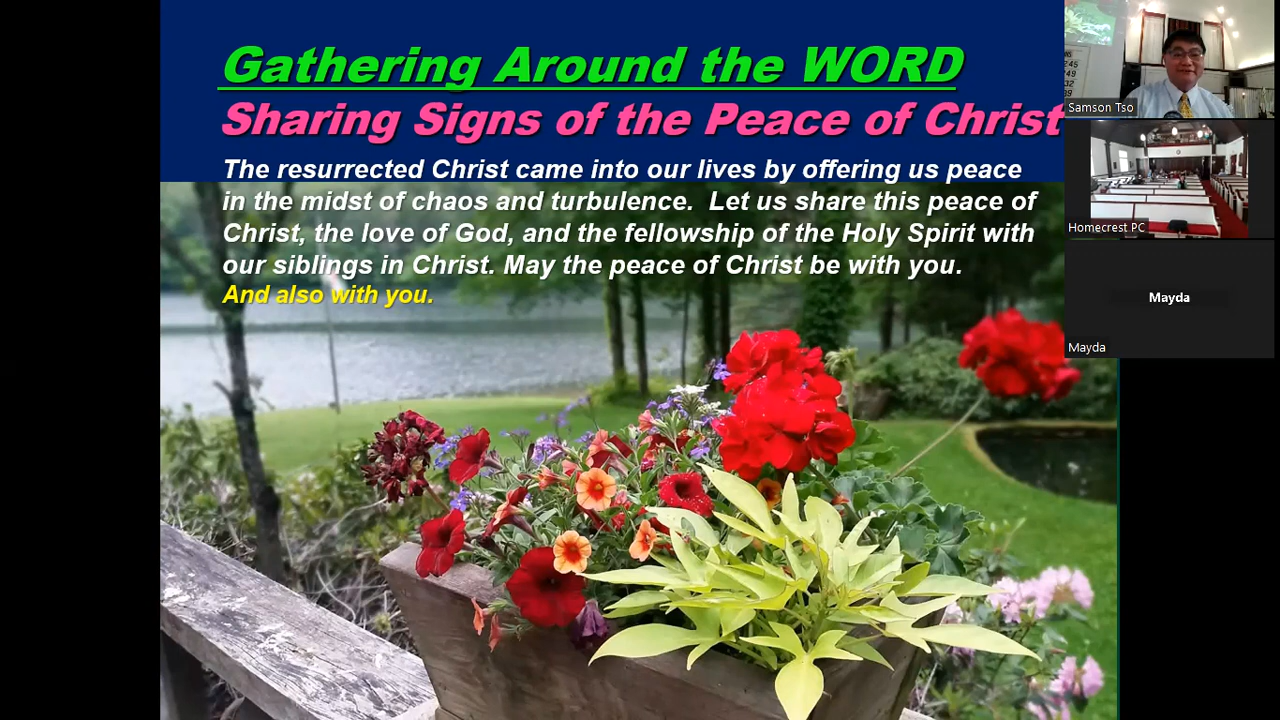 Gathering Around the WORD
Sharing Signs of the Peace of Christ
The resurrected Christ came into our lives by offering us peace
in the midst of chaos and turbulence.  Let us share this peace of
Christ, the love of God, and the fellowship of the Holy Spirit with
our siblings in Christ. May the peace of Christ be with you.
And also with you.
Samson Tso
Homecrest PC
Mayda
Mayda